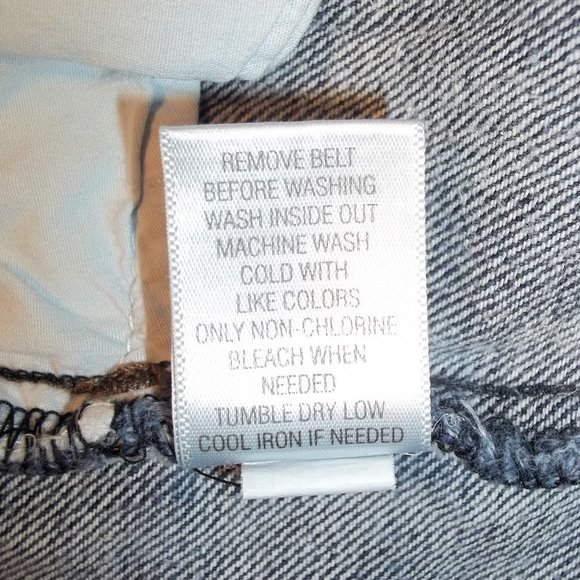 REMOVE BELT
BEFORE WASHING
WASH INSIDE OUT
MACHINE WASH
COLD WITH
LIKE COLORS
ONLY NON-CHLORINE
BLEACH WHEN
NEEDED
TUMBLE DRY LOW
COOL IRON IF NEEDED